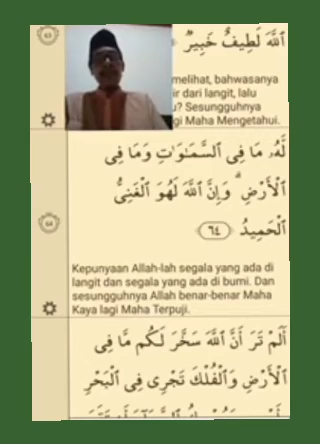 ٱللَّهَ لَطِيفٌ خَبِيرٌ
melihat, bahwasanya
ir dari langit, lalu
? Sesungguhnya
gi Maha Mengetahui.
لَّهُۥ مَا فِى ٱلسَّمَٰوَٰتِ وَمَا فِى
ٱلْأَرْضِ ۗ وَإِنَّ ٱللَّهَ لَهُوَ ٱلْغَنِىُّ
ٱلْحَمِيدُ ﴿٦٤﴾
Kepunyaan Allah-lah segala yang ada di
langit dan segala yang ada di bumi. Dan
sesungguhnya Allah benar-benar Maha
Kaya lagi Maha Terpuji.
أَلَمْ تَرَ أَنَّ ٱللَّهَ سَخَّرَ لَكُم مَّا فِى
ٱلْأَرْضِ وَٱلْفُلْكَ تَجْرِى فِى ٱلْبَحْرِ